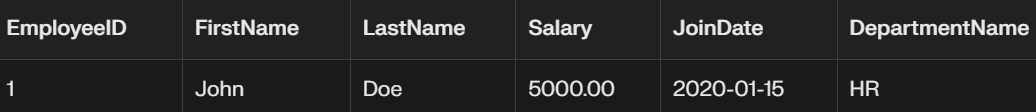 EmployeeID FirstName LastName Salary JoinDate DepartmentName
1 John Doe 5000.00 2020-01-15 HR